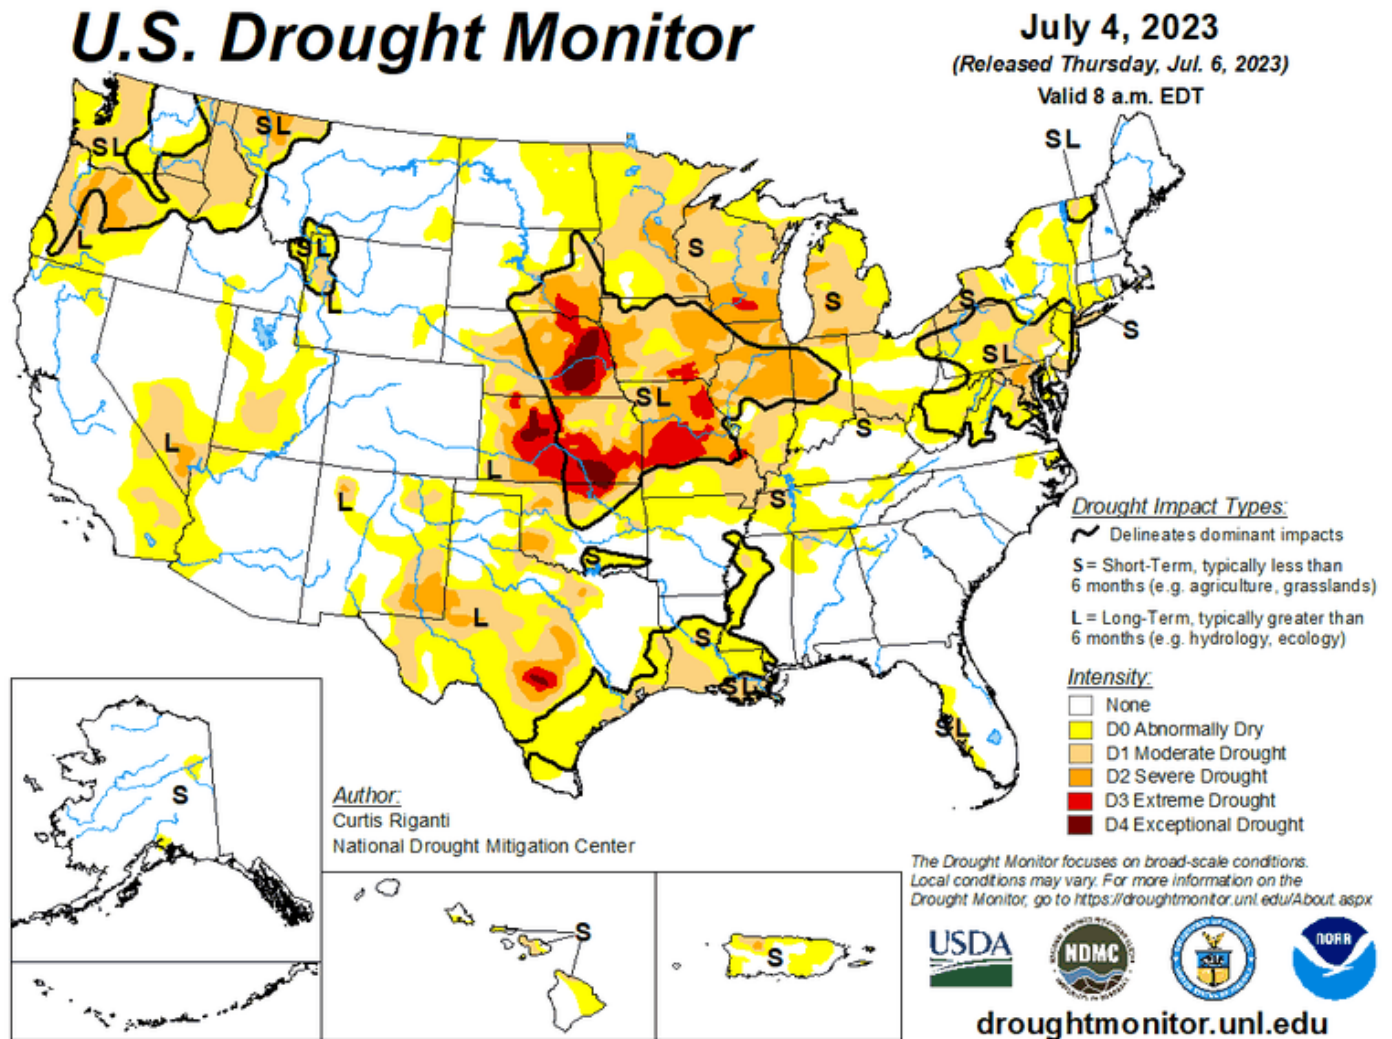 U.S. Drought Monitor
July 4, 2023
(Released Thursday, Jul. 6, 2023)
Valid 8 a.m. EDT
SL
SL
SL
L
SL
L
S
S
S
S
SL
SL
S
L
L
L
S
S
L
S
S
SL
SL
Drought Impact Types:
Delineates dominant impacts
S = Short-Term, typically less than
6 months (e.g. agriculture, grasslands)
L = Long-Term, typically greater than
6 months (e.g. hydrology, ecology)
Intensity:
None
D0 Abnormally Dry
D1 Moderate Drought
D2 Severe Drought
D3 Extreme Drought
D4 Exceptional Drought
S
Author:
Curtis Riganti
National Drought Mitigation Center
S
S
The Drought Monitor focuses on broad-scale conditions.
Local conditions may vary. For more information on the
Drought Monitor, go to https://droughtmonitor.unl.edu/About.aspx
USDA
NDMC
NOAA
droughtmonitor.unl.edu